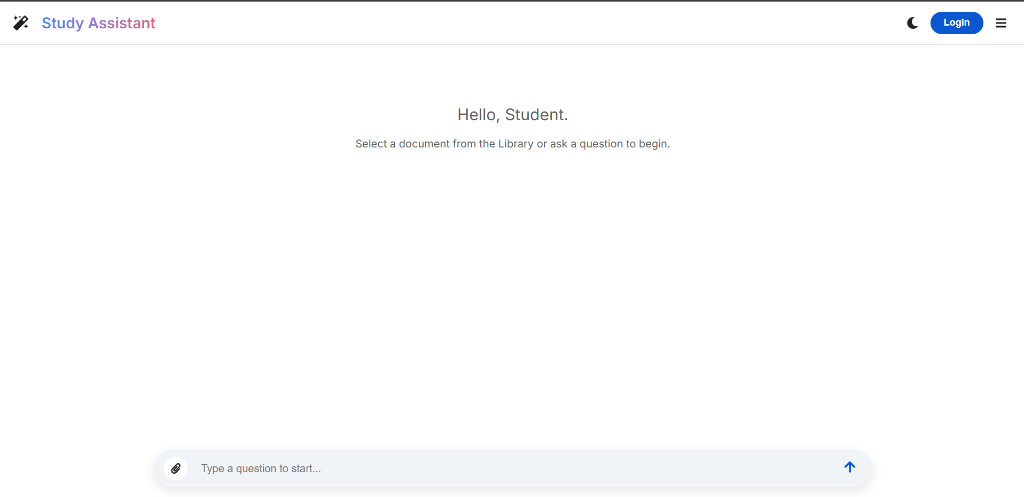 Study Assistant
Login
Hello, Student.
Select a document from the Library or ask a question to begin.
Type a question to start...